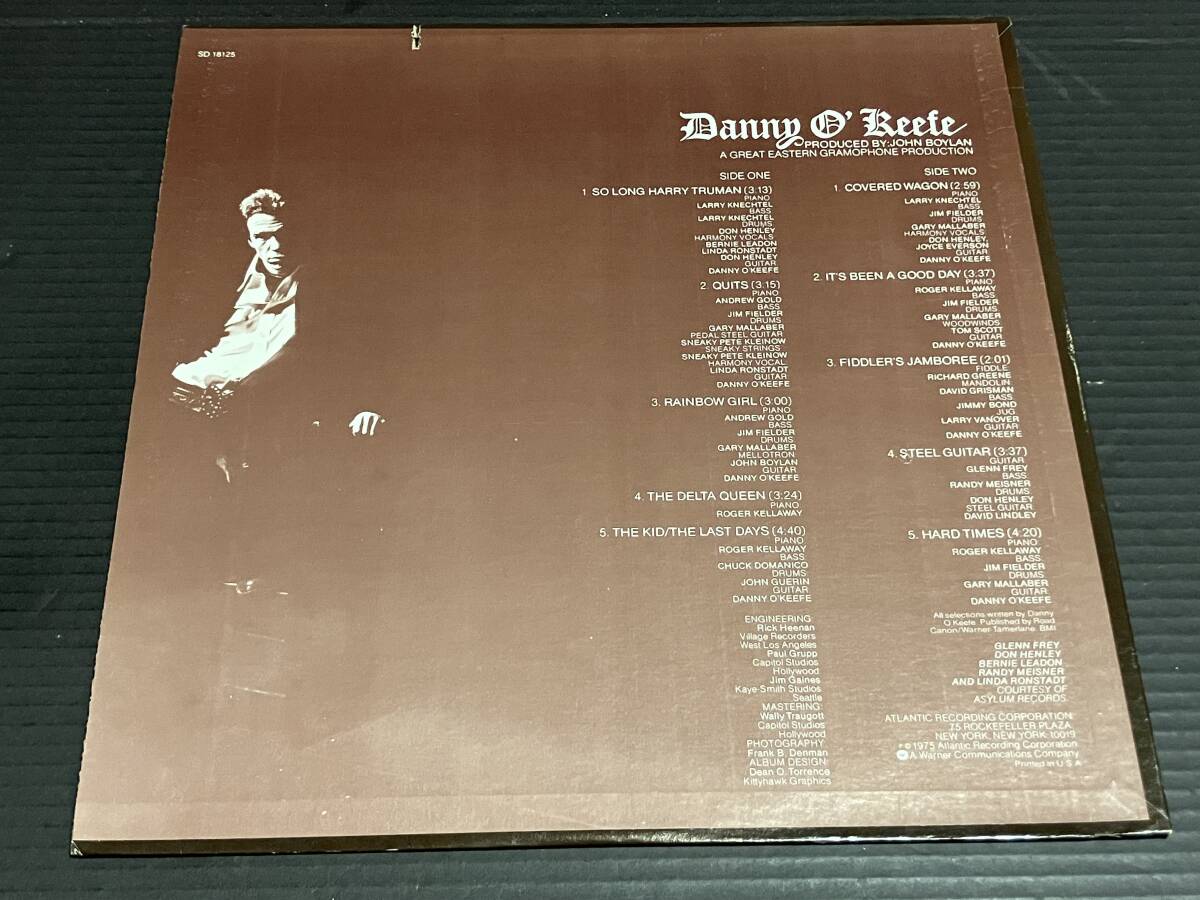 SD 18125
Danny O' Keefe
PRODUCED BY: JOHN BOYLAN
A GREAT EASTERN GRAMOPHONE PRODUCTION
SIDE ONE
1 SO LONG HARRY TRUMAN (3:13)
PIANO
LARRY KNECHTEL
BASS
LARRY KNECHTEL
DRUMS
DON HENLEY
HARMONY VOCALS
BERNIE LEADON
LINDA RONSTADT
DON HENLEY
GUITAR
DANNY O'KEEFE
2. QUITS (3:15)
PIANO
ANDREW GOLD
BASS
JIM FIELDER
DRUMS
GARY MALLABER
PEDAL STEEL GUITAR
SNEAKY PETE KLEINOW
SNEAKY STRINGS
SNEAKY PETE KLEINOW
HARMONY VOCAL
LINDA RONSTADT
GUITAR
DANNY O'KEEFE
3. RAINBOW GIRL (3:00)
PIANO
ANDREW GOLD
BASS
JIM FIELDER
DRUMS
GARY MALLABER
MELLOTRON
JOHN BOYLAN
GUITAR
DANNY O'KEEFE
4. THE DELTA QUEEN (3:24)
PIANO
ROGER KELLAWAY
5. THE KID/THE LAST DAYS (4:40)
PIANO
ROGER KELLAWAY
BASS
CHUCK DOMANICO
DRUMS
JOHN GUERIN
GUITAR
DANNY O'KEEFE
ENGINEERING:
Rick Heenan
Village Recorders
West Los Angeles
Paul Grupp
Capitol Studios
Hollywood
Jim Gaines
Kaye-Smith Studios
Seattle
MASTERING:
Wally Traugott
Capitol Studios
Hollywood
PHOTOGRAPHY
Frank B. Denman
ALBUM DESIGN:
Dean O. Torrence
Kittyhawk Graphics
SIDE TWO
1. COVERED WAGON (2:59)
PIANO
LARRY KNECHTEL
BASS
JIM FIELDER
DRUMS
GARY MALLABER
HARMONY VOCALS
DON HENLEY,
JOYCE EVERSON
GUITAR
DANNY O'KEEFE
2. IT'S BEEN A GOOD DAY (3:37)
PIANO
ROGER KELLAWAY
BASS
JIM FIELDER
DRUMS
GARY MALLABER
WOODWINDS
TOM SCOTT
GUITAR
DANNY O'KEEFE
3. FIDDLER'S JAMBOREE (2:01)
FIDDLE
RICHARD GREENE
MANDOLIN
DAVID GRISMAN
BASS
JIMMY BOND
JUG
LARRY VANOVER
GUITAR
DANNY O'KEEFE
4. STEEL GUITAR (3:37)
GUITAR
GLENN FREY
BASS
RANDY MEISNER
DRUMS
DON HENLEY
STEEL GUITAR
DAVID LINDLEY
5. HARD TIMES (4:20)
PIANO
ROGER KELLAWAY
BASS
JIM FIELDER
DRUMS
GARY MALLABER
GUITAR
DANNY O'KEEFE
All selections written by Danny
O'Keefe. Published by Road
Canon/Warner-Tamerlane. BMI
GLENN FREY
DON HENLEY
BERNIE LEADON
RANDY MEISNER
AND LINDA RONSTADT
COURTESY OF
ASYLUM RECORDS.
ATLANTIC RECORDING CORPORATION
75 ROCKEFELLER PLAZA
NEW YORK, NEW YORK 10019
℗ © 1975 Atlantic Recording Corporation
A Warner Communications Company
Printed in U S A